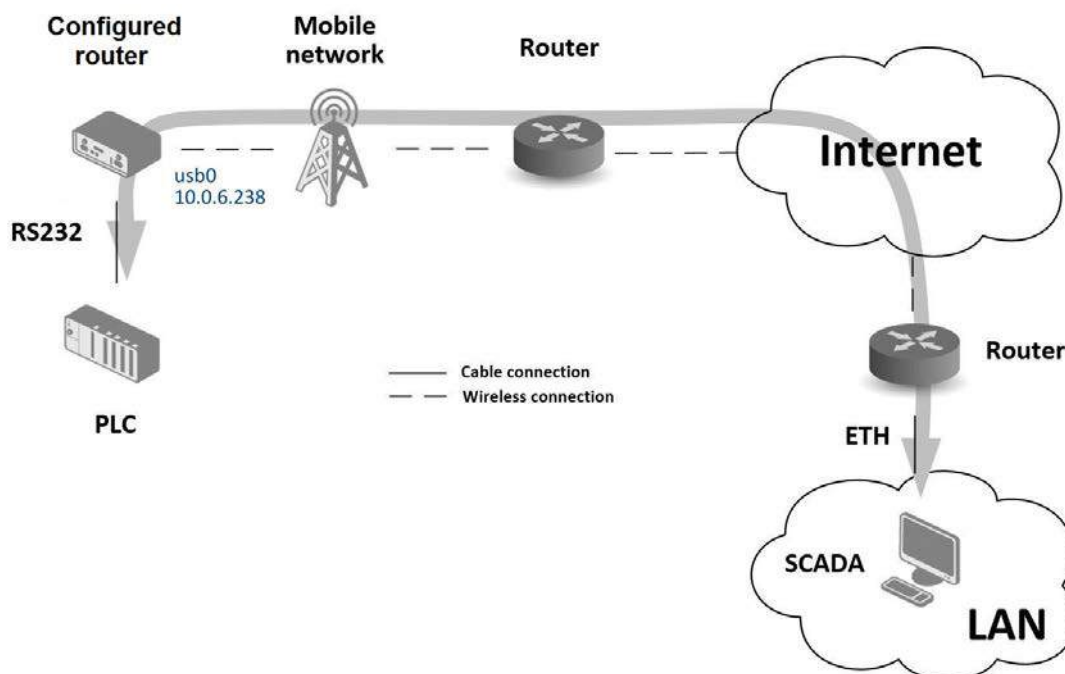 Configured
router
Mobile
network
Router
Internet
usb0
10.0.6.238
RS232
PLC
Cable connection
Wireless connection
Router
ETH
SCADA
LAN